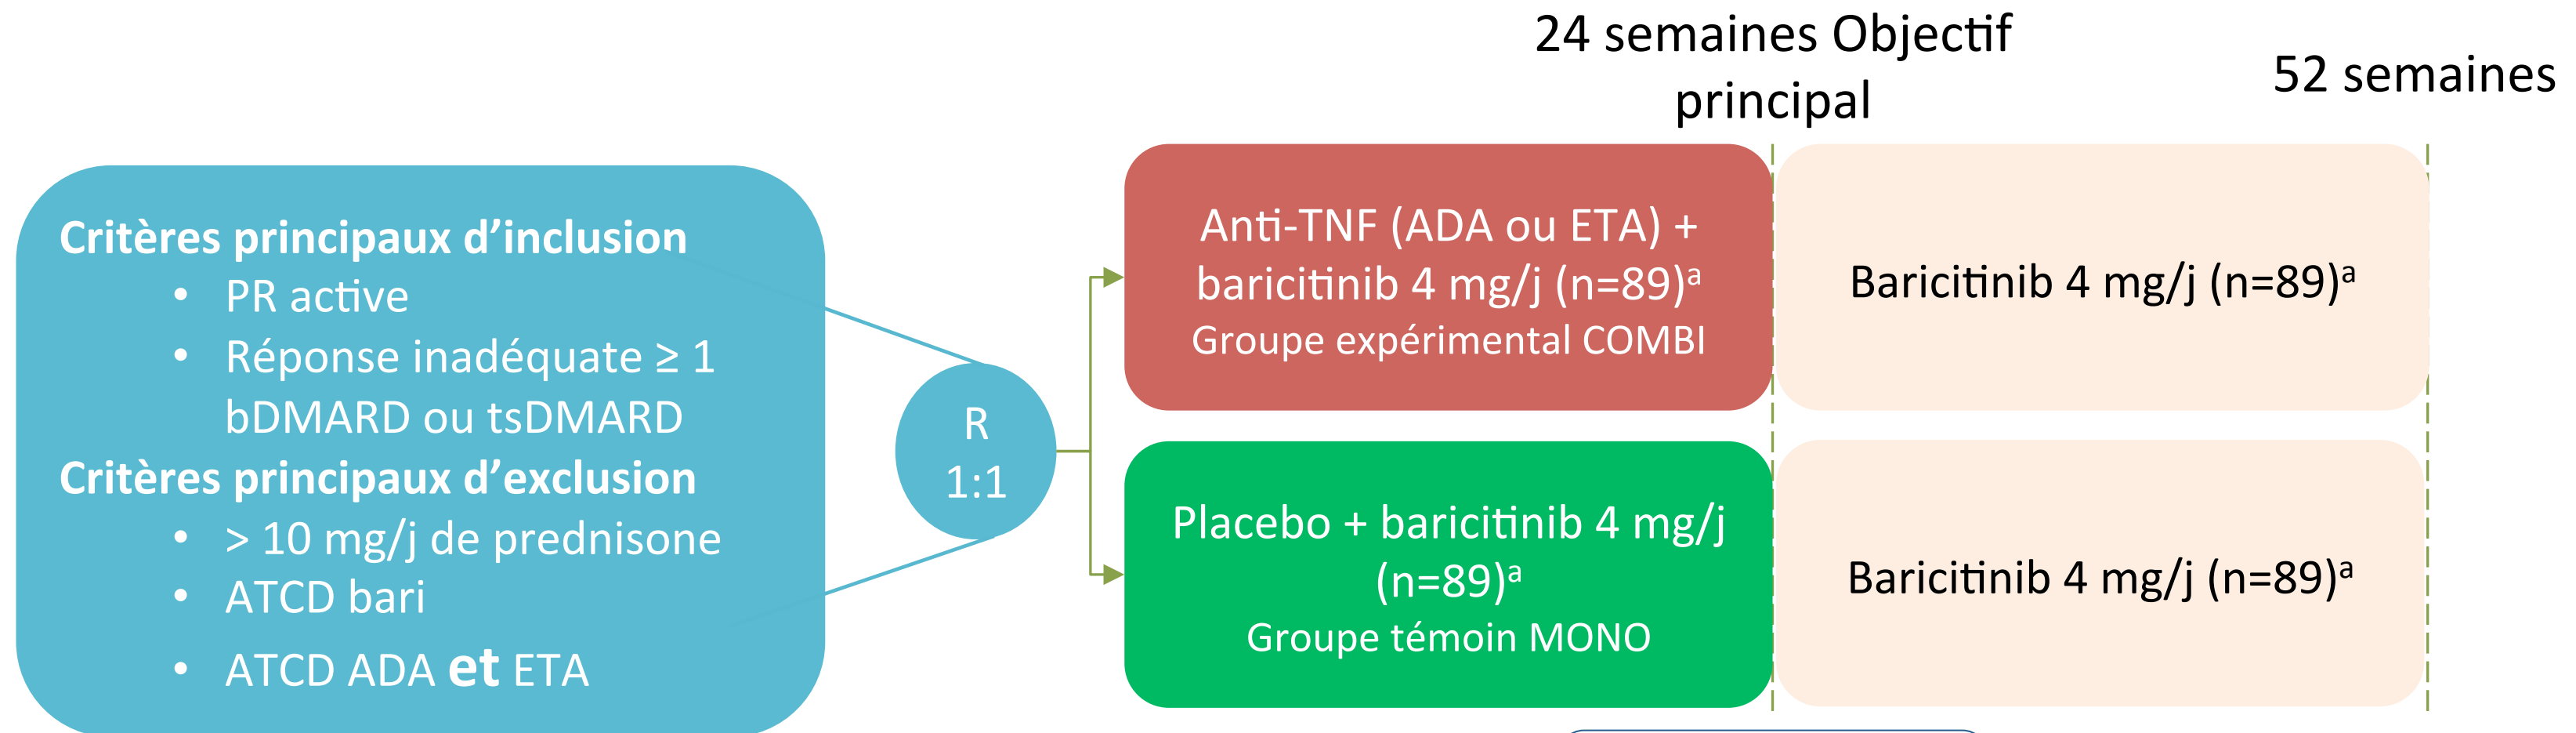 24 semaines Objectif
principal
52 semaines
Critères principaux d’inclusion
• PR active
• Réponse inadéquate ≥ 1
bDMARD ou tsDMARD
Critères principaux d’exclusion
• > 10 mg/j de prednisone
• ATCD bari
• ATCD ADA et ETA
R
1:1
Anti-TNF (ADA ou ETA) +
baricitinib 4 mg/j (n=89)ᵃ
Groupe expérimental COMBI
Baricitinib 4 mg/j (n=89)ᵃ
Placebo + baricitinib 4 mg/j
(n=89)ᵃ
Groupe témoin MONO
Baricitinib 4 mg/j (n=89)ᵃ